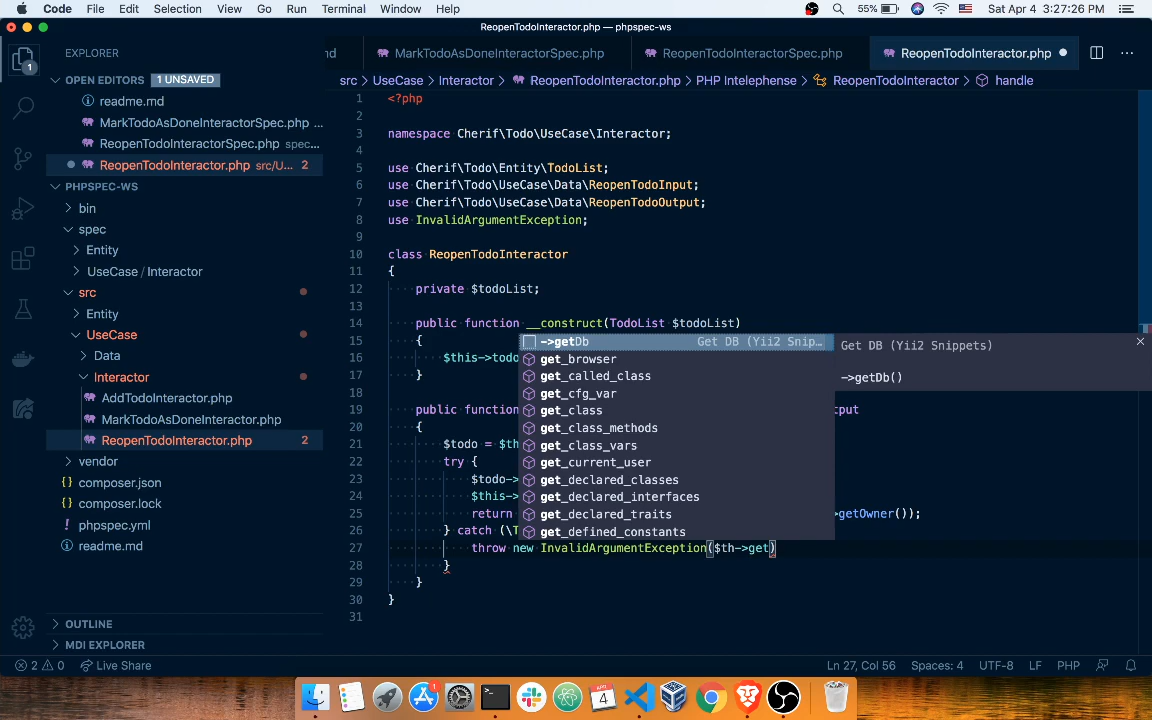 Code File Edit Selection View Go Run Terminal Window Help 55% Sat Apr 4 3:27:26 PM
ReopenTodoInteractor.php — phpspec-ws
1 EXPLORER nd MarkTodoAsDoneInteractorSpec.php ReopenTodoInteractorSpec.php ReopenTodoInteractor.php
OPEN EDITORS 1 UNSAVED
readme.md
MarkTodoAsDoneInteractorSpec.php ...
ReopenTodoInteractorSpec.php spec...
ReopenTodoInteractor.php src/U... 2
PHPSPEC-WS
bin
spec
Entity
UseCase / Interactor
src
Entity
UseCase
Data
Interactor
AddTodoInteractor.php
MarkTodoAsDoneInteractor.php
ReopenTodoInteractor.php 2
vendor
composer.json
composer.lock
phpspec.yml
readme.md
OUTLINE
MDI EXPLORER
src > UseCase > Interactor > ReopenTodoInteractor.php > PHP Intelephense > ReopenTodoInteractor > handle
1 <?php
2
3 namespace Cherif\Todo\UseCase\Interactor;
4
5 use Cherif\Todo\Entity\TodoList;
6 use Cherif\Todo\UseCase\Data\ReopenTodoInput;
7 use Cherif\Todo\UseCase\Data\ReopenTodoOutput;
8 use InvalidArgumentException;
9
10 class ReopenTodoInteractor
11 {
12 private $todoList;
13
14 public function __construct(TodoList $todoList)
15 {
16 $this->todo
17 }
18
19 public function put
20 {
21 $todo = $th
22 try {
23 $todo->
24 $this->
25 return >getOwner());
26 } catch (\T
27 throw new InvalidArgumentException($th->get)
28 }
29 }
30 }
31
->getDb Get DB (Yii2 Snip...
get_browser
get_called_class
get_cfg_var
get_class
get_class_methods
get_class_vars
get_current_user
get_declared_classes
get_declared_interfaces
get_declared_traits
get_defined_constants
Get DB (Yii2 Snippets)
->getDb()
2 0 Live Share Ln 27, Col 56 Spaces: 4 UTF-8 LF PHP
APR 4
1